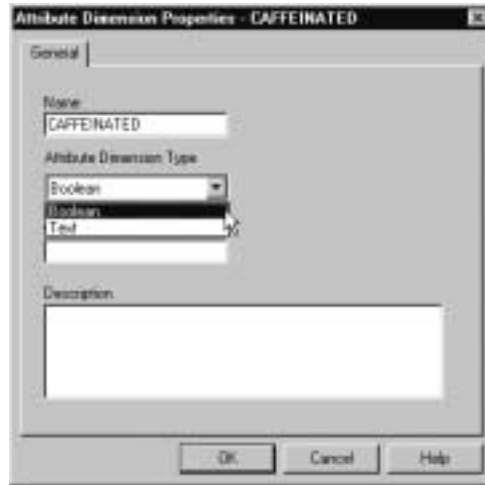 Attribute Dimension Properties - CAFFEINATED
General
Name
CAFFEINATED
Attribute Dimension Type
Boolean
Boolean
Text
Description
OK
Cancel
Help